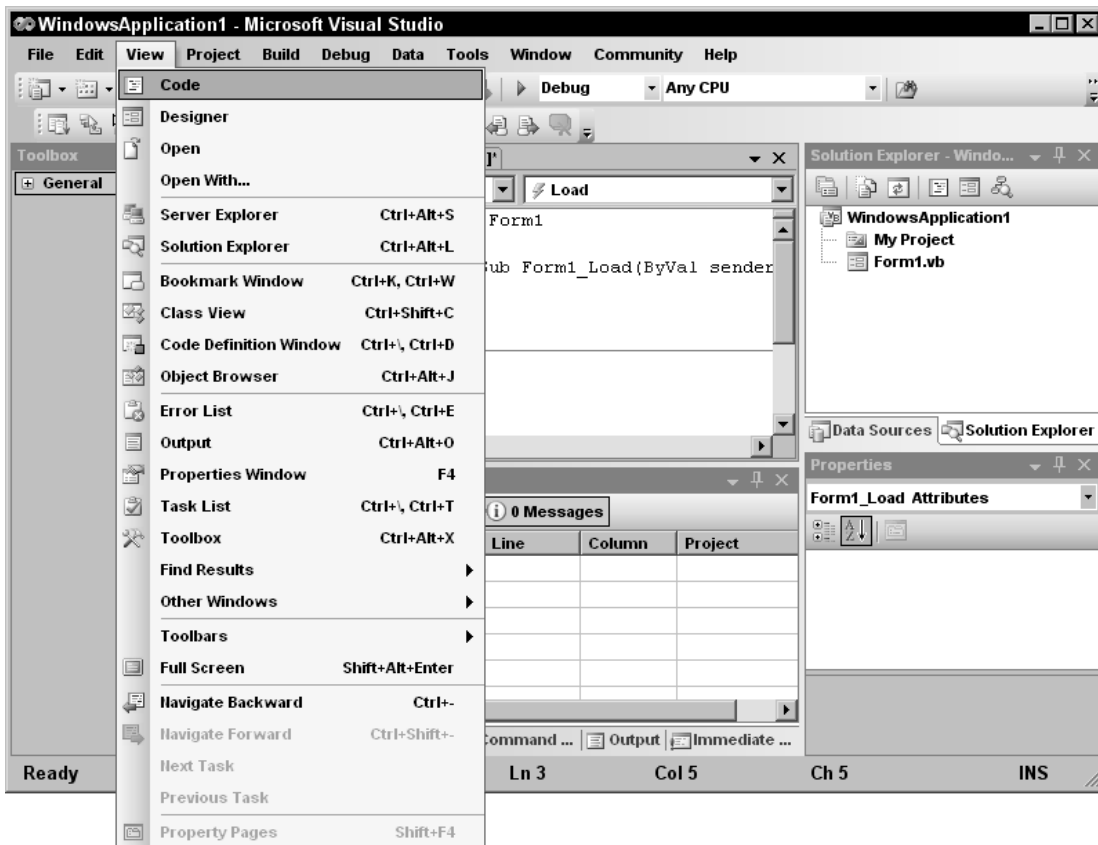 WindowsApplication1 - Microsoft Visual Studio
File Edit View Project Build Debug Data Tools Window Community Help
Debug Any CPU
Toolbox
General
Code
Designer
Open
Open With...
Server Explorer Ctrl+Alt+S
Solution Explorer Ctrl+Alt+L
Bookmark Window Ctrl+K, Ctrl+W
Class View Ctrl+Shift+C
Code Definition Window Ctrl+\, Ctrl+D
Object Browser Ctrl+Alt+J
Error List Ctrl+\, Ctrl+E
Output Ctrl+Alt+O
Properties Window F4
Task List Ctrl+\, Ctrl+T
Toolbox Ctrl+Alt+X
Find Results
Other Windows
Toolbars
Full Screen Shift+Alt+Enter
Navigate Backward Ctrl+-
Navigate Forward Ctrl+Shift+-
Next Task
Previous Task
Property Pages Shift+F4
]*
Load
Form1
Sub Form1_Load(ByVal sender
0 Messages
Line Column Project
Command ... Output Immediate ...
Solution Explorer - Windo...
WindowsApplication1
My Project
Form1.vb
Data Sources Solution Explorer
Properties
Form1_Load Attributes
Ready Ln 3 Col 5 Ch 5 INS